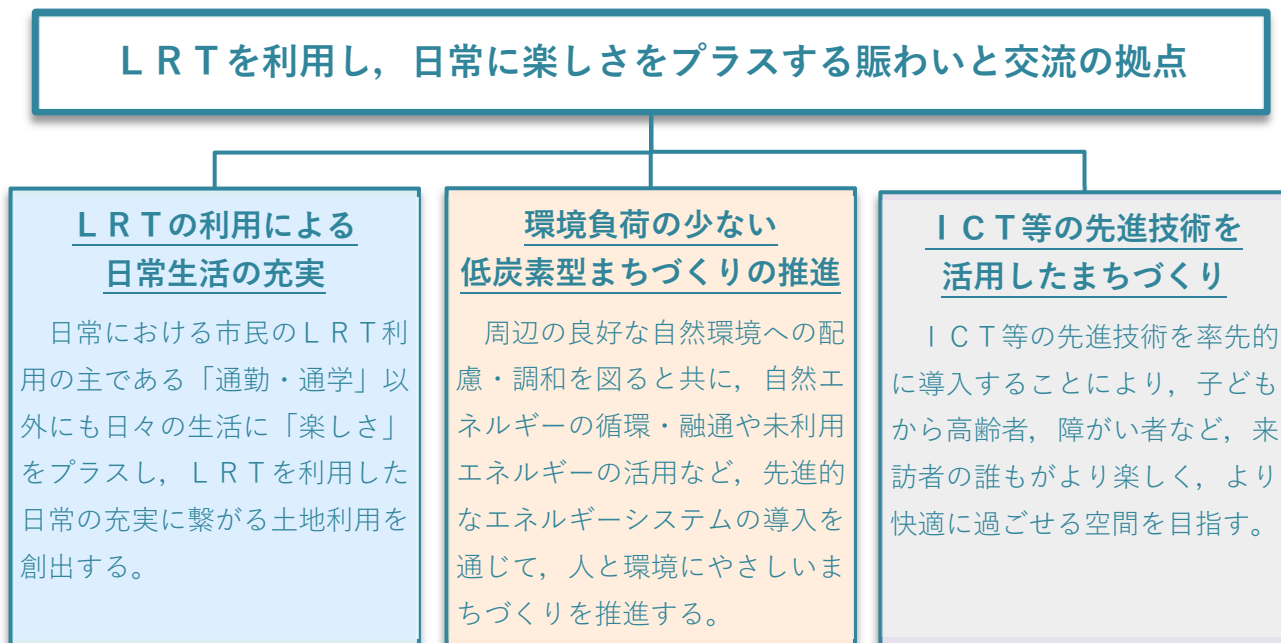 ＬＲＴを利用し，日常に楽しさをプラスする賑わいと交流の拠点
ＬＲＴの利用による
日常生活の充実
日常における市民のＬＲＴ利
用の主である「通勤・通学」以
外にも日々の生活に「楽しさ」
をプラスし，ＬＲＴを利用した
日常の充実に繋がる土地利用を
創出する。
環境負荷の少ない
低炭素型まちづくりの推進
周辺の良好な自然環境への配
慮・調和を図ると共に，自然エ
ネルギーの循環・融通や未利用
エネルギーの活用など，先進的
なエネルギーシステムの導入を
通じて，人と環境にやさしいま
ちづくりを推進する。
ＩＣＴ等の先進技術を
活用したまちづくり
ＩＣＴ等の先進技術を率先的
に導入することにより，子ども
から高齢者，障がい者など，来
訪者の誰もがより楽しく，より
快適に過ごせる空間を目指す。